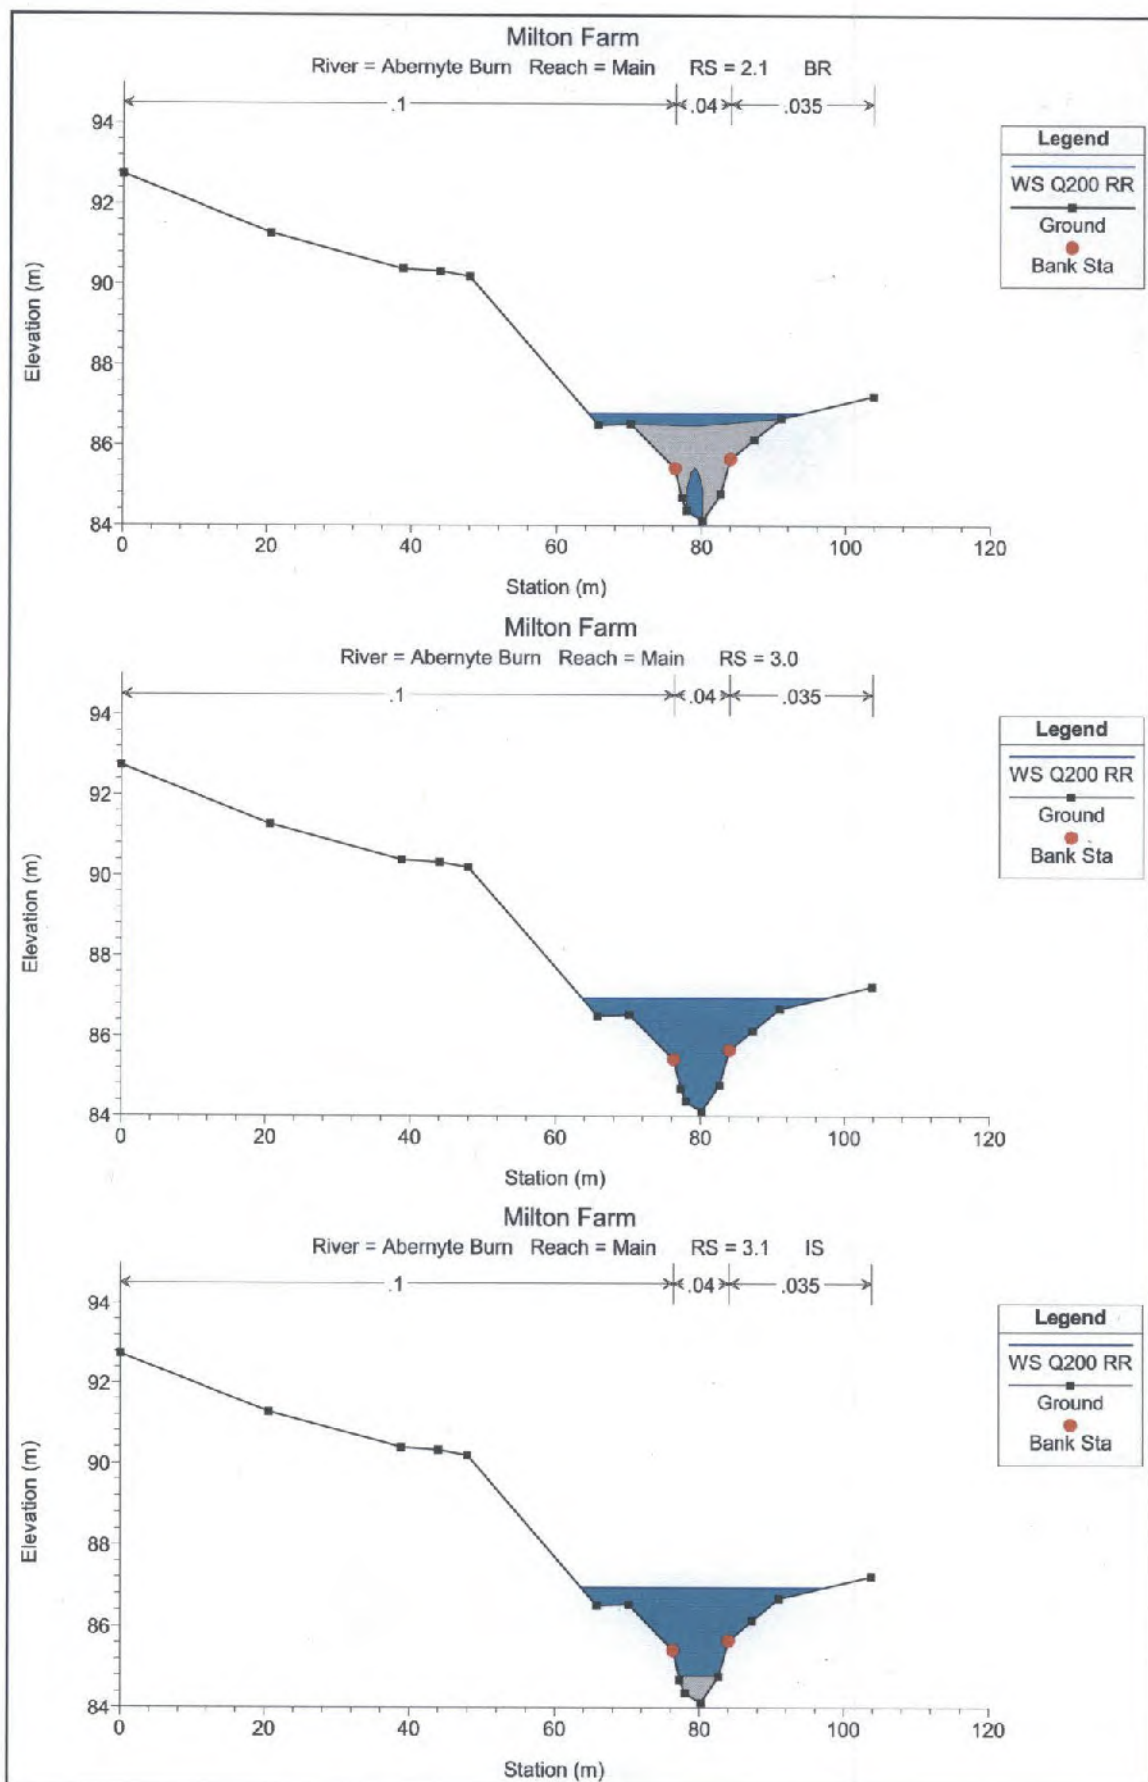 Milton Farm
River = Abernyte Burn Reach = Main RS = 2.1 BR
.1 .04 .035
94
92
90
88
86
84
Elevation (m)
0 20 40 60 80 100 120
Station (m)
Legend
WS Q200 RR
Ground
Bank Sta
Milton Farm
River = Abernyte Burn Reach = Main RS = 3.0
.1 .04 .035
94
92
90
88
86
84
Elevation (m)
0 20 40 60 80 100 120
Station (m)
Legend
WS Q200 RR
Ground
Bank Sta
Milton Farm
River = Abernyte Burn Reach = Main RS = 3.1 IS
.1 .04 .035
94
92
90
88
86
84
Elevation (m)
0 20 40 60 80 100 120
Station (m)
Legend
WS Q200 RR
Ground
Bank Sta